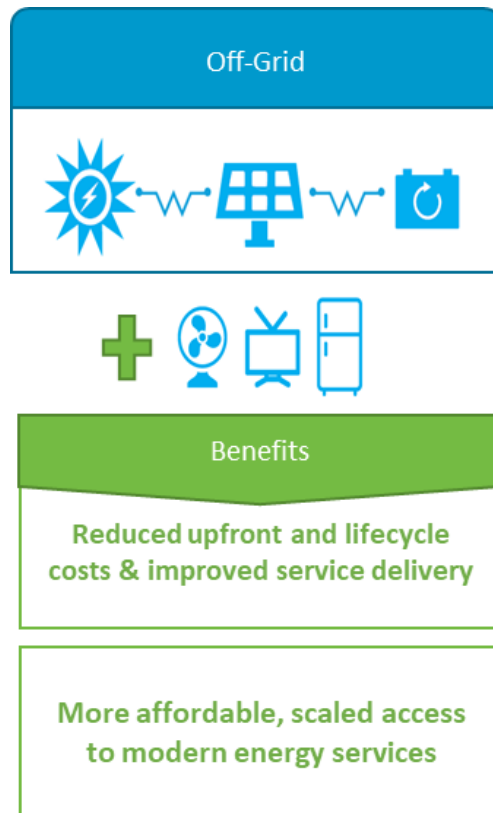 Off-Grid
Benefits
Reduced upfront and lifecycle
costs & improved service delivery
More affordable, scaled access
to modern energy services